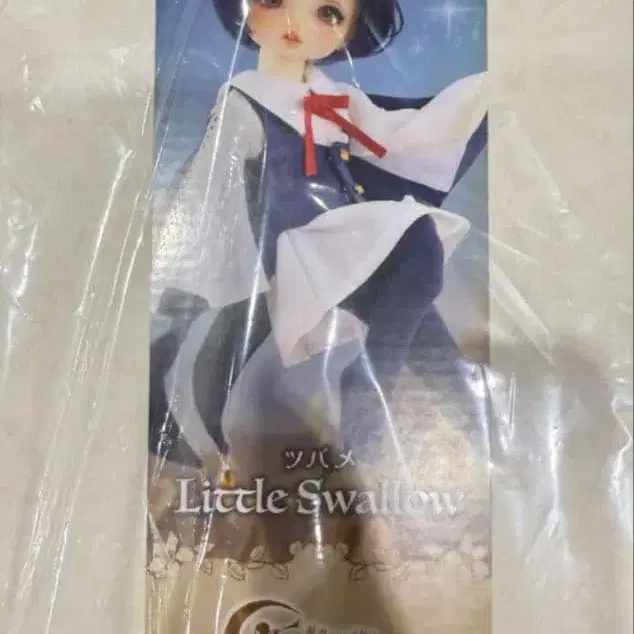 ツバメ
Little Swallow